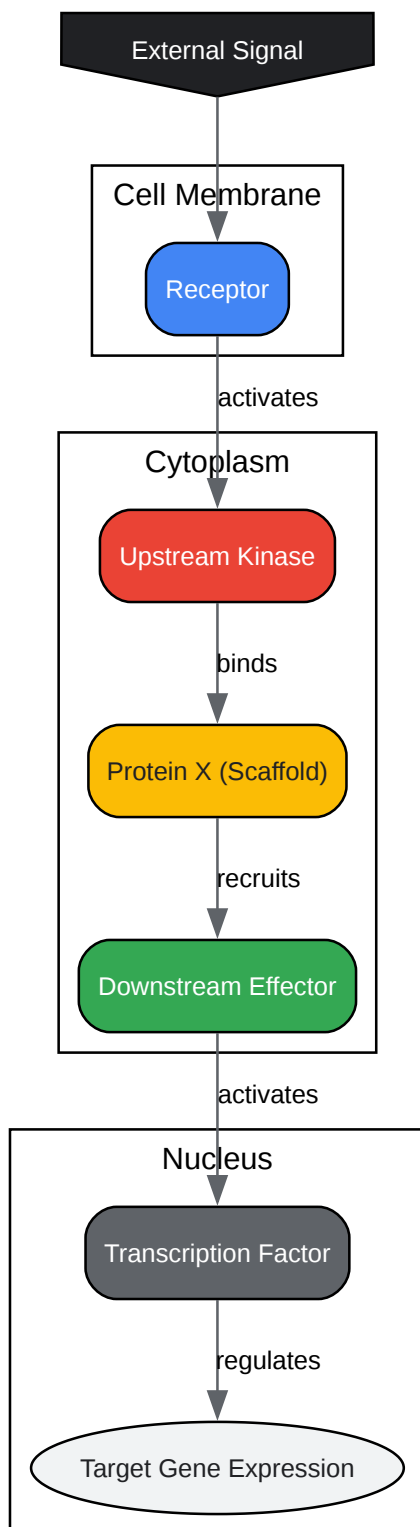 External Signal
Cell Membrane
Receptor
activates
Cytoplasm
Upstream Kinase
binds
Protein X (Scaffold)
recruits
Downstream Effector
activates
Nucleus
Transcription Factor
regulates
Target Gene Expression